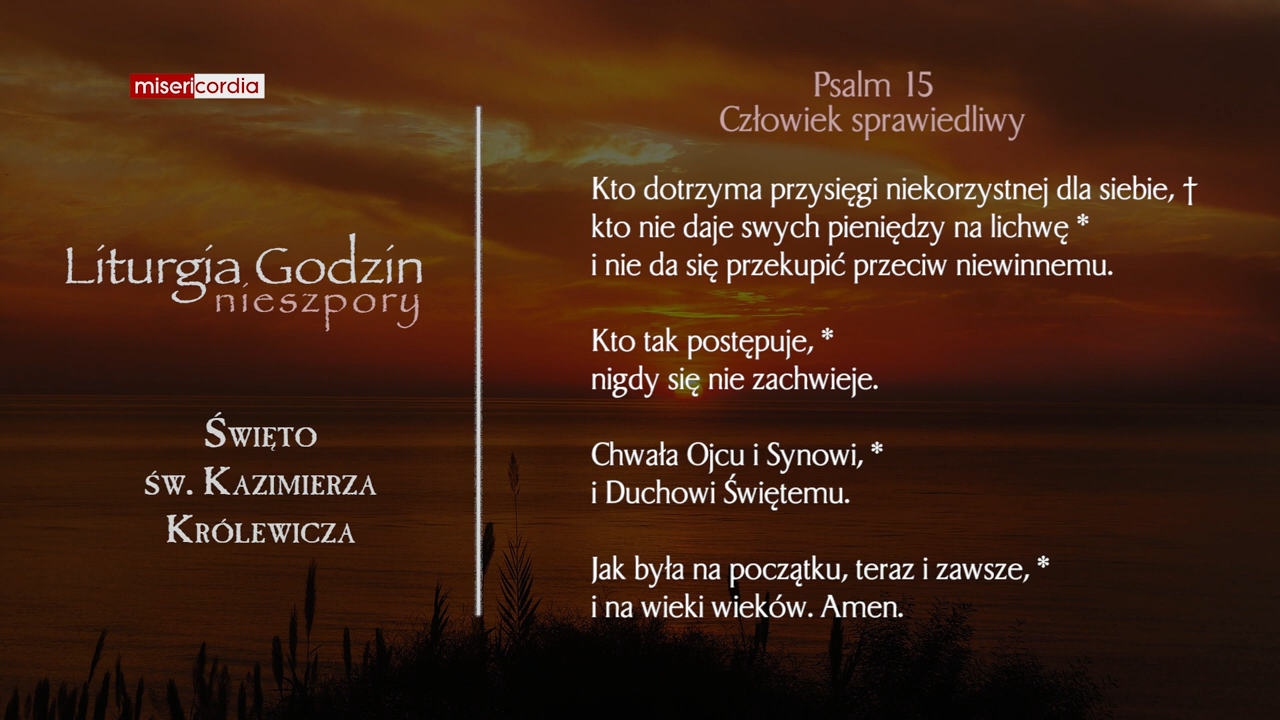 misericordia
Liturgia Godzin
nieszpory
Święto
św. Kazimierza
Królewicza
Psalm 15
Człowiek sprawiedliwy
Kto dotrzyma przysięgi niekorzystnej dla siebie, †
kto nie daje swych pieniędzy na lichwę *
i nie da się przekupić przeciw niewinnemu.
Kto tak postępuje, *
nigdy się nie zachwieje.
Chwała Ojcu i Synowi, *
i Duchowi Świętemu.
Jak była na początku, teraz i zawsze, *
i na wieki wieków. Amen.